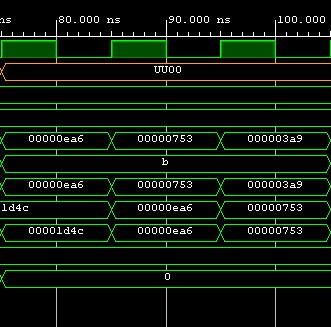 ns 80.000 ns 90.000 ns 100.000
UU00
00000ea6 00000753 000003a9
b
00000ea6 00000753 000003a9
1d4c 00000ea6 00000753
00001d4c 00000ea6 00000753
0